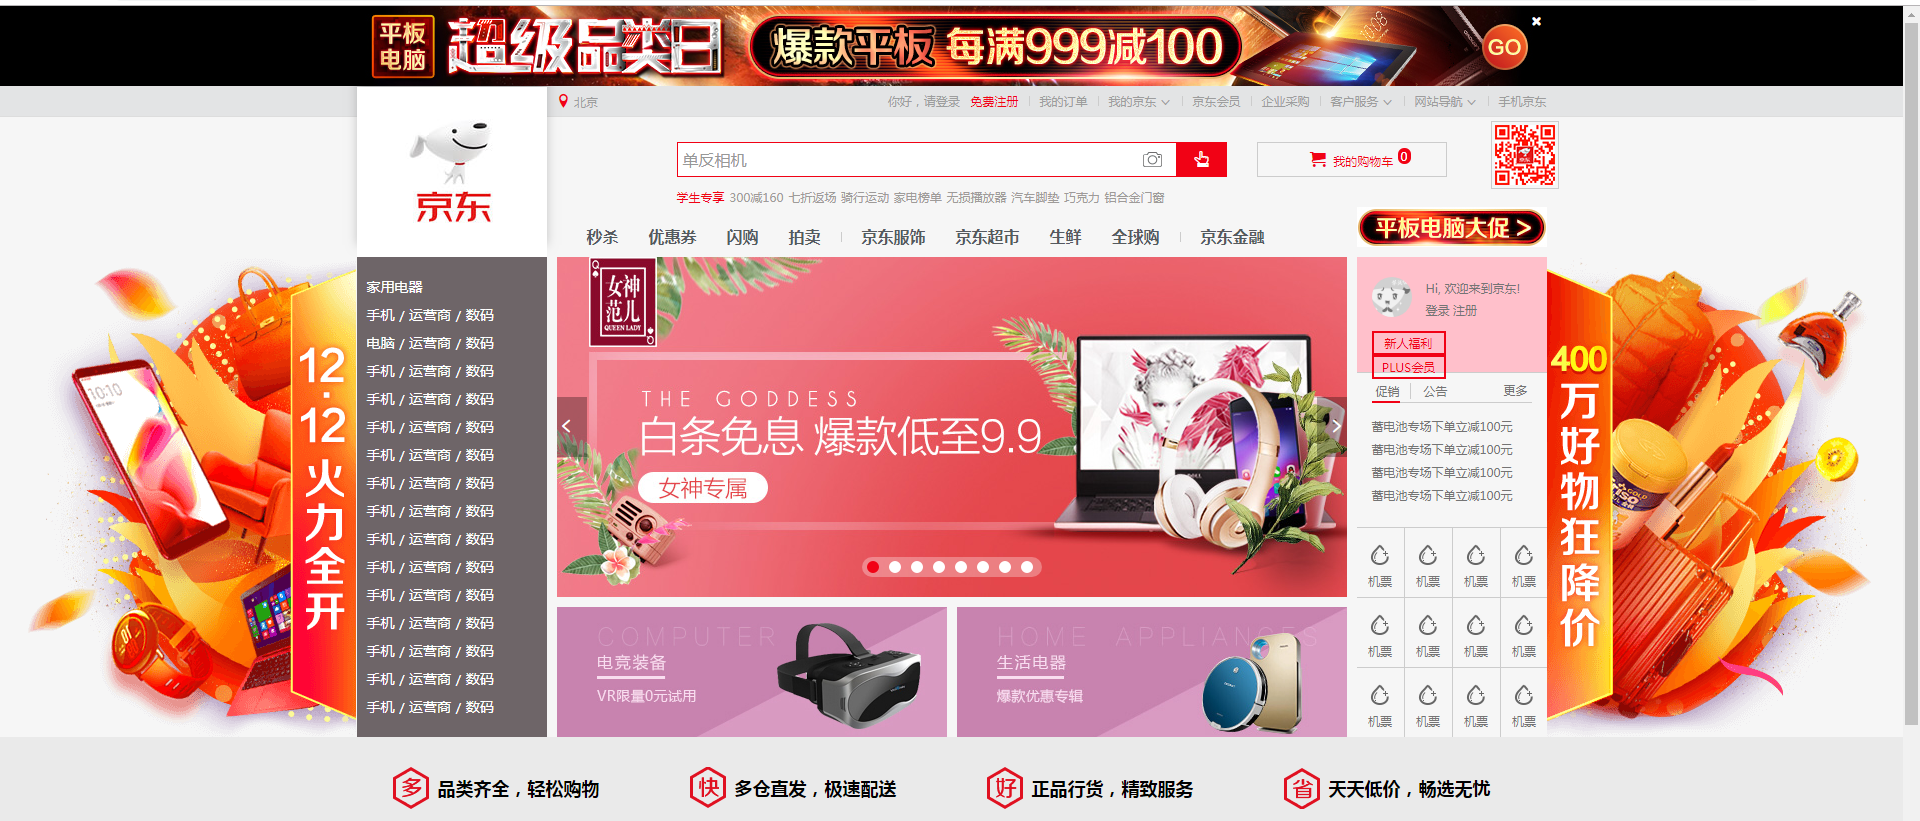 平板电脑 超级品类日 爆款平板 每满999减100 GO
北京 你好，请登录 免费注册 我的订单 我的京东 京东会员 企业采购 客户服务 网站导航 手机京东
京东
单反相机
我的购物车 0
学生专享 300减160 七折返场 骑行运动 家电榜单 无损播放器 汽车脚垫 巧克力 铝合金门窗
秒杀 优惠券 闪购 拍卖 京东服饰 京东超市 生鲜 全球购 京东金融
平板电脑大促 >
12.12 火力全开
家用电器
手机 / 运营商 / 数码
电脑 / 运营商 / 数码
手机 / 运营商 / 数码
手机 / 运营商 / 数码
手机 / 运营商 / 数码
手机 / 运营商 / 数码
手机 / 运营商 / 数码
手机 / 运营商 / 数码
手机 / 运营商 / 数码
手机 / 运营商 / 数码
手机 / 运营商 / 数码
手机 / 运营商 / 数码
手机 / 运营商 / 数码
手机 / 运营商 / 数码
手机 / 运营商 / 数码
Q
女神
范儿
QUEEN LADY
Q
THE GODDESS
白条免息 爆款低至9.9
女神专属
COMPUTER
电竞装备
VR限量0元试用
HOME APPLIANCES
生活电器
爆款优惠专辑
Hi, 欢迎来到京东!
登录 注册
新人福利
PLUS会员
促销 公告 更多
蓄电池专场下单立减100元
蓄电池专场下单立减100元
蓄电池专场下单立减100元
蓄电池专场下单立减100元
机票 机票 机票 机票
机票 机票 机票 机票
机票 机票 机票 机票
400万好物狂降价
多 品类齐全，轻松购物
快 多仓直发，极速配送
好 正品行货，精致服务
省 天天低价，畅选无忧